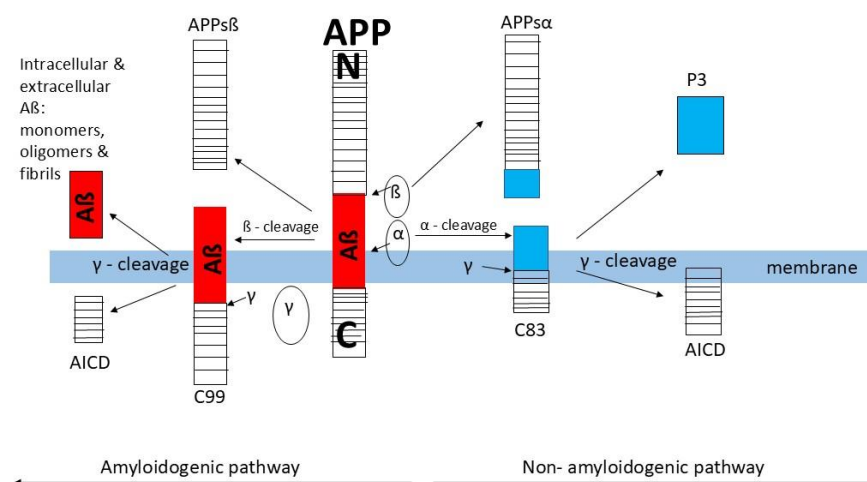 APPsß
APP
N
APPsα
Intracellular &
extracellular
Aß:
monomers,
oligomers &
fibrils
P3
Aß
ß
ß - cleavage
α
α - cleavage
Aß
Aß
γ - cleavage
γ
γ - cleavage
membrane
γ
γ
C
C83
AICD
AICD
C99
Amyloidogenic pathway
Non- amyloidogenic pathway